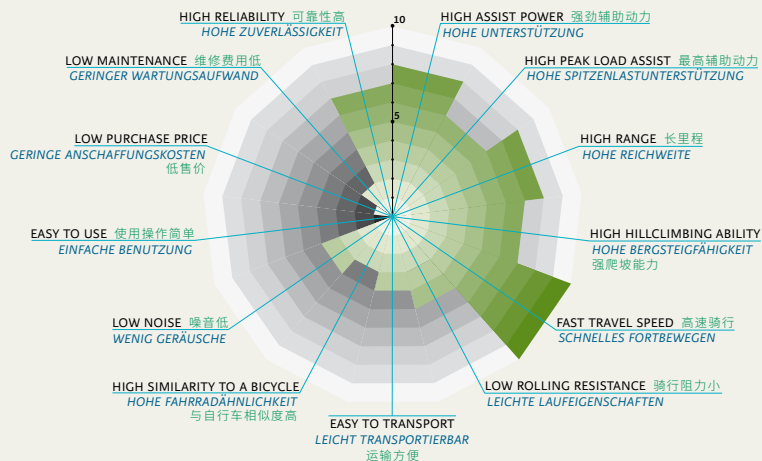 10
5
HIGH RELIABILITY 可靠性高
HOHE ZUVERLÄSSIGKEIT
HIGH ASSIST POWER 强劲辅助动力
HOHE UNTERSTÜTZUNG
LOW MAINTENANCE 维修费用低
GERINGER WARTUNGSAUFWAND
HIGH PEAK LOAD ASSIST 最高辅助动力
HOHE SPITZENLASTUNTERSTÜTZUNG
LOW PURCHASE PRICE
GERINGE ANSCHAFFUNGSKOSTEN
低售价
HIGH RANGE 长里程
HOHE REICHWEITE
EASY TO USE 使用操作简单
EINFACHE BENUTZUNG
HIGH HILLCLIMBING ABILITY
HOHE BERGSTEIGFÄHIGKEIT
强爬坡能力
LOW NOISE 噪音低
WENIG GERÄUSCHE
FAST TRAVEL SPEED 高速骑行
SCHNELLES FORTBEWEGEN
HIGH SIMILARITY TO A BICYCLE
HOHE FAHRRADÄHNLICHKEIT
与自行车相似度高
LOW ROLLING RESISTANCE 骑行阻力小
LEICHTE LAUFEIGENSCHAFTEN
EASY TO TRANSPORT
LEICHT TRANSPORTIERBAR
运输方便